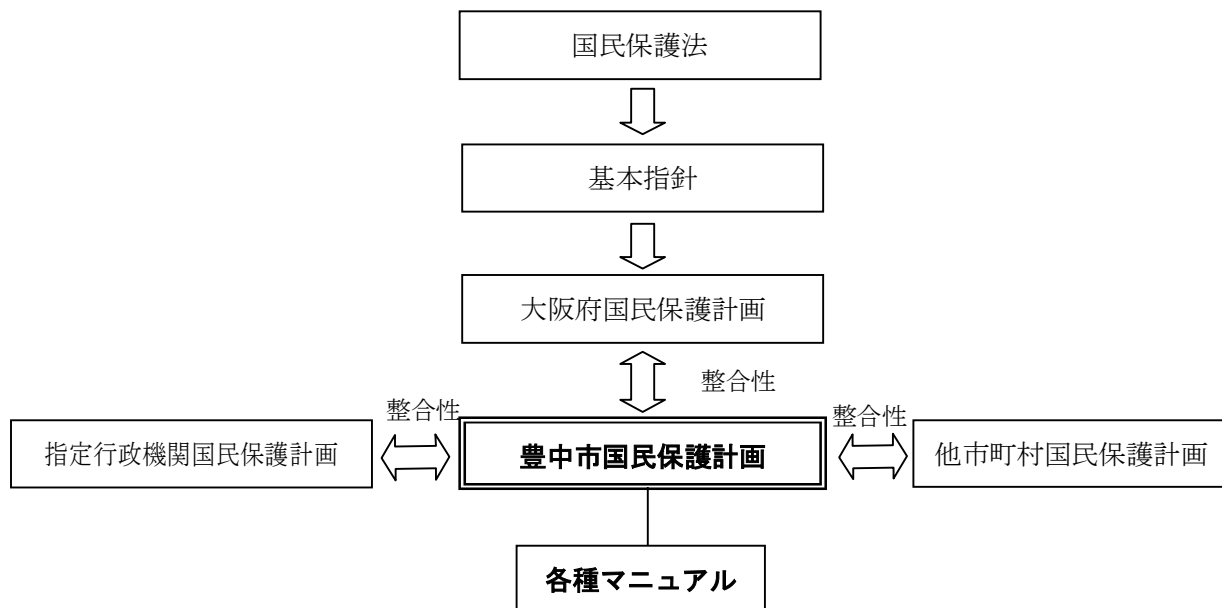 国民保護法
基本指針
大阪府国民保護計画
整合性
整合性
整合性
指定行政機関国民保護計画
豊中市国民保護計画
他市町村国民保護計画
各種マニュアル